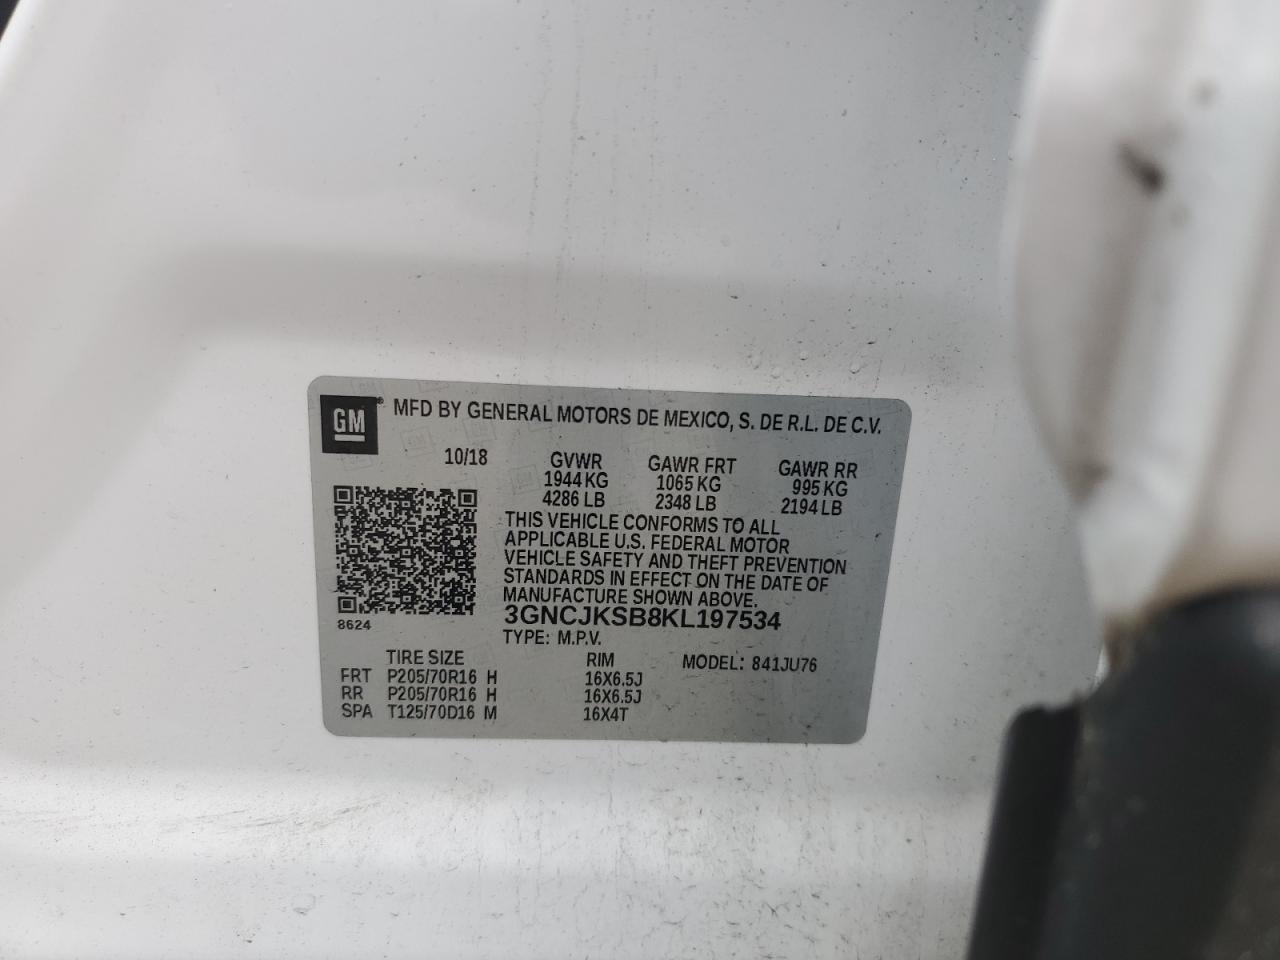 GM® MFD BY GENERAL MOTORS DE MEXICO, S. DE R.L. DE C.V.
10/18 GVWR GAWR FRT GAWR RR
1944 KG 1065 KG 995 KG
4286 LB 2348 LB 2194 LB
THIS VEHICLE CONFORMS TO ALL
APPLICABLE U.S. FEDERAL MOTOR
VEHICLE SAFETY AND THEFT PREVENTION
STANDARDS IN EFFECT ON THE DATE OF
MANUFACTURE SHOWN ABOVE.
3GNCJKSB8KL197534
8624
TYPE: M.P.V.
TIRE SIZE RIM MODEL: 841JU76
FRT P205/70R16 H 16X6.5J
RR P205/70R16 H 16X6.5J
SPA T125/70D16 M 16X4T